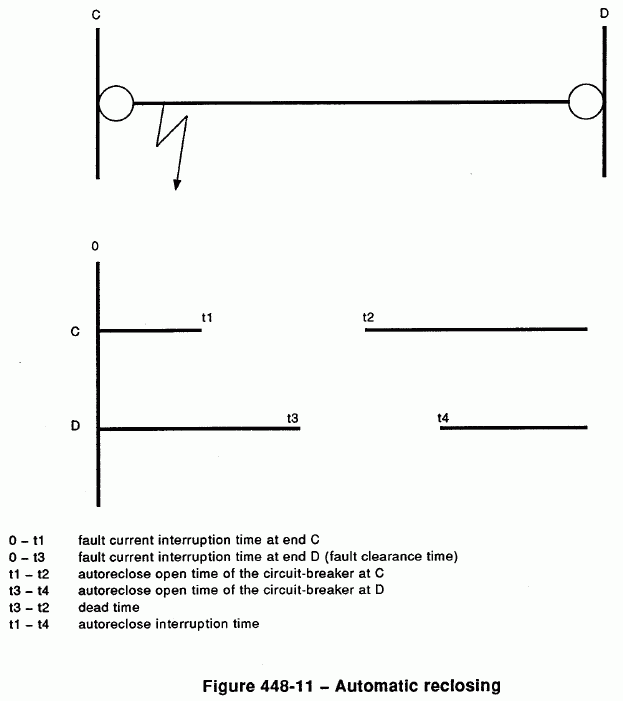 C D
0
t1 t2
C
t3 t4
D
0 – t1 fault current interruption time at end C
0 – t3 fault current interruption time at end D (fault clearance time)
t1 – t2 autoreclose open time of the circuit-breaker at C
t3 – t4 autoreclose open time of the circuit-breaker at D
t3 – t2 dead time
t1 – t4 autoreclose interruption time
Figure 448-11 – Automatic reclosing